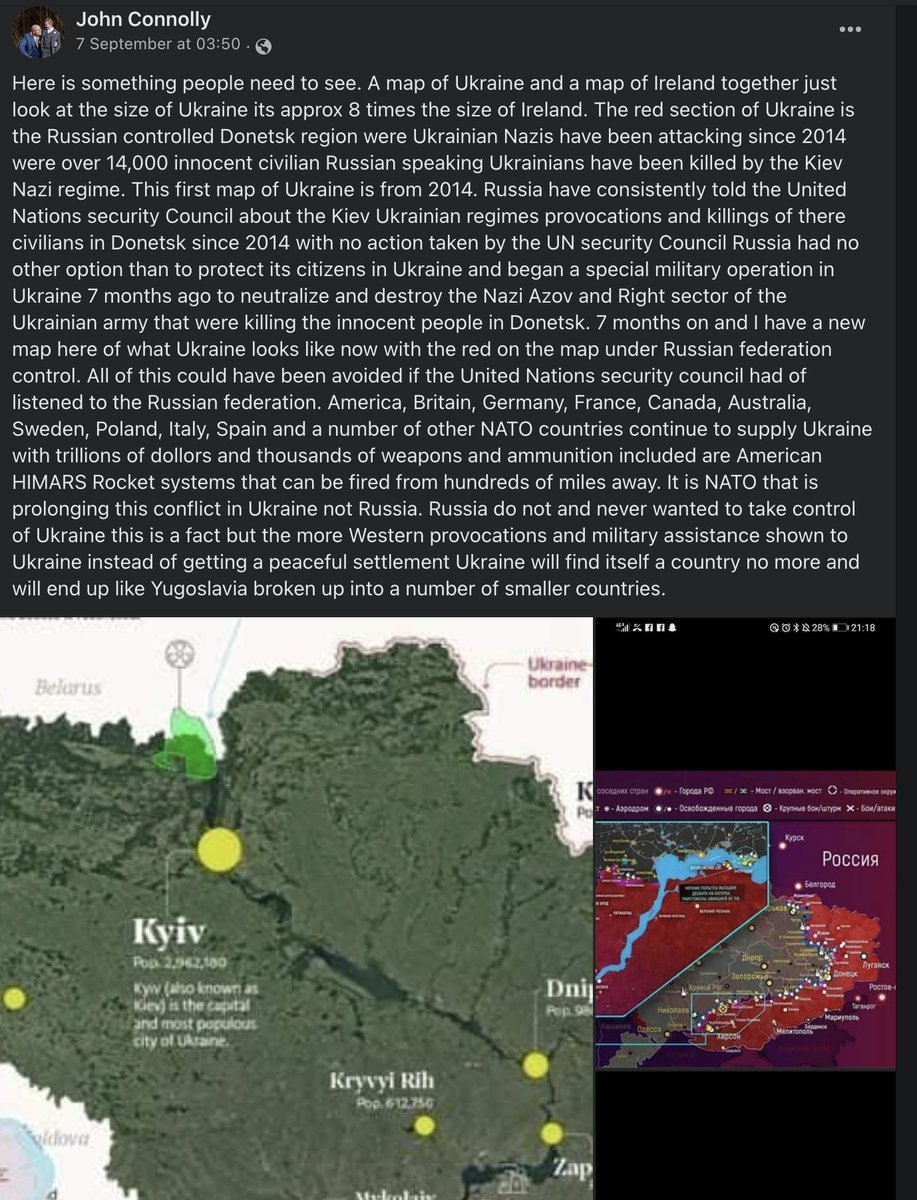 John Connolly
7 September at 03:50 ·
Here is something people need to see. A map of Ukraine and a map of Ireland together just
look at the size of Ukraine its approx 8 times the size of Ireland. The red section of Ukraine is
the Russian controlled Donetsk region were Ukrainian Nazis have been attacking since 2014
were over 14,000 innocent civilian Russian speaking Ukrainians have been killed by the Kiev
Nazi regime. This first map of Ukraine is from 2014. Russia have consistently told the United
Nations security Council about the Kiev Ukrainian regimes provocations and killings of there
civilians in Donetsk since 2014 with no action taken by the UN security Council Russia had no
other option than to protect its citizens in Ukraine and began a special military operation in
Ukraine 7 months ago to neutralize and destroy the Nazi Azov and Right sector of the
Ukrainian army that were killing the innocent people in Donetsk. 7 months on and I have a new
map here of what Ukraine looks like now with the red on the map under Russian federation
control. All of this could have been avoided if the United Nations security council had of
listened to the Russian federation. America, Britain, Germany, France, Canada, Australia,
Sweden, Poland, Italy, Spain and a number of other NATO countries continue to supply Ukraine
with trillions of dollors and thousands of weapons and ammunition included are American
HIMARS Rocket systems that can be fired from hundreds of miles away. It is NATO that is
prolonging this conflict in Ukraine not Russia. Russia do not and never wanted to take control
of Ukraine this is a fact but the more Western provocations and military assistance shown to
Ukraine instead of getting a peaceful settlement Ukraine will find itself a country no more and
will end up like Yugoslavia broken up into a number of smaller countries.
Belarus
Ukraine
border
Kyiv
Pop. 2,962,180
Kyiv (also known as
Kiev) is the capital
and most populous
city of Ukraine.
Dni
Pop.
Kryvyi Rih
Pop. 612,750
oldova
Zap
Mykolaiv
28% 21:18
соседних стран - Города РФ - Мост / взорван. мост - Оперативное
- Аэродром - Освобожденные города - Крупные бои/штурм - Бои/атаки
Курск
Россия
Белгород
Днепр
Запорожье
Кривой Рог
Николаев
Одесса
Херсон
Мелитополь
Бердянск
Мариуполь
Донецк
Луганск
Таганрог
Ростов-